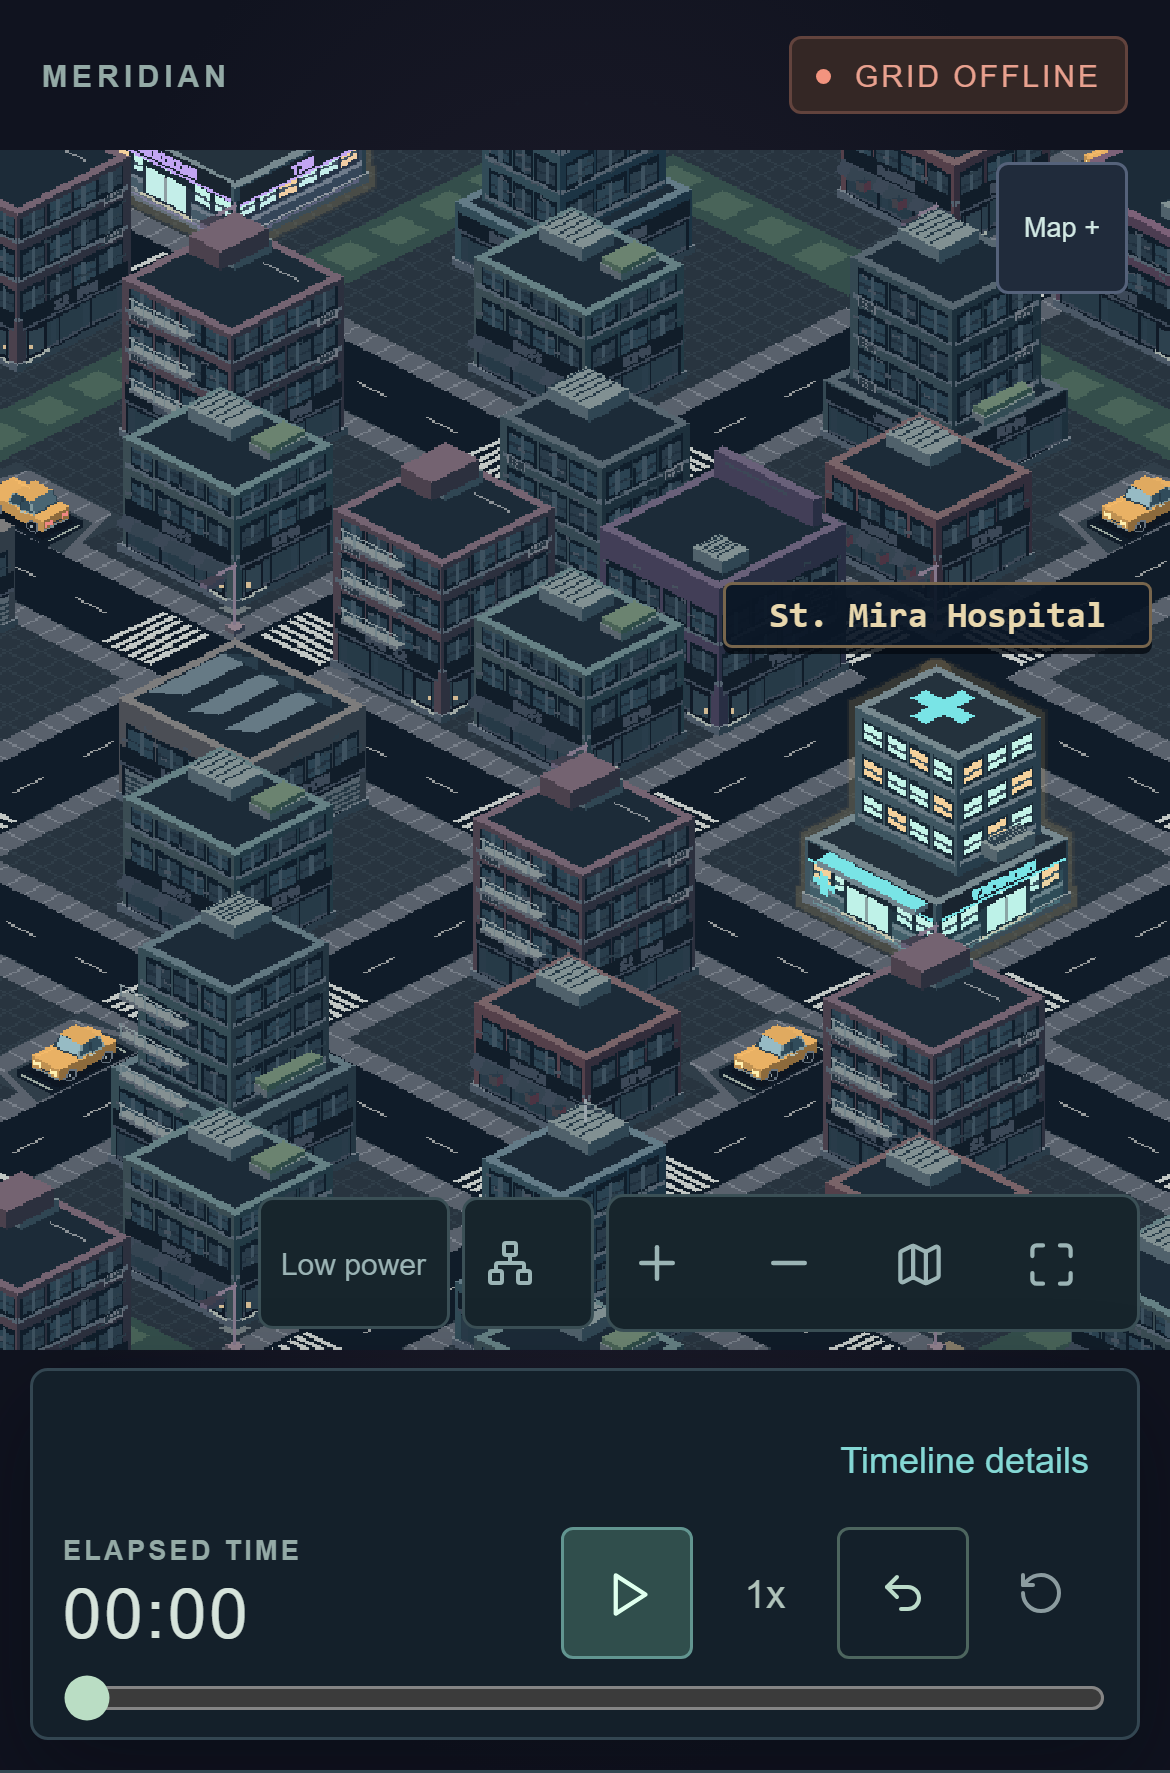 MERIDIAN
GRID OFFLINE
Map +
St. Mira Hospital
Low power
Timeline details
ELAPSED TIME
00:00
1x